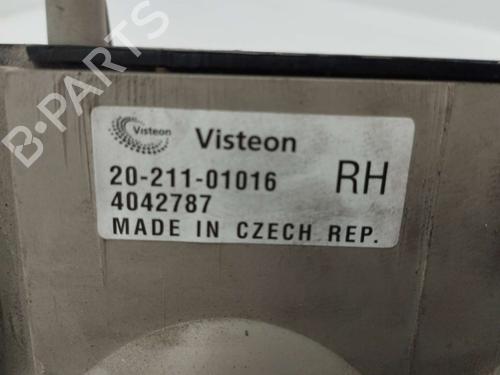 B-PARTS
Visteon Visteon
20-211-01016 RH
4042787
MADE IN CZECH REP.